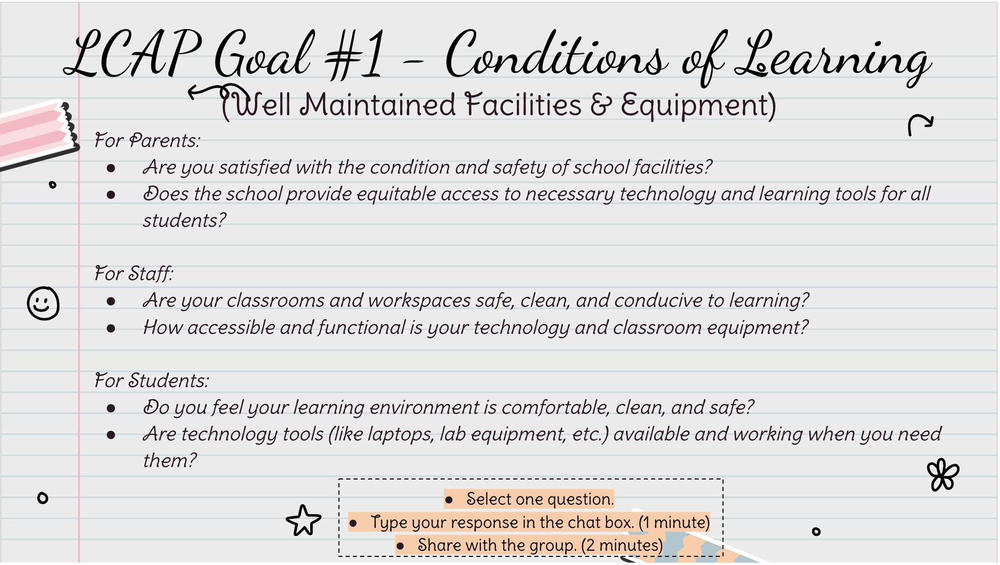 LCAP Goal #1 - Conditions of Learning
(Well Maintained Facilities & Equipment)
For Parents:
● Are you satisfied with the condition and safety of school facilities?
● Does the school provide equitable access to necessary technology and learning tools for all
students?
For Staff:
● Are your classrooms and workspaces safe, clean, and conducive to learning?
● How accessible and functional is your technology and classroom equipment?
For Students:
● Do you feel your learning environment is comfortable, clean, and safe?
● Are technology tools (like laptops, lab equipment, etc.) available and working when you need
them?
● Select one question.
● Type your response in the chat box. (1 minute)
● Share with the group. (2 minutes)